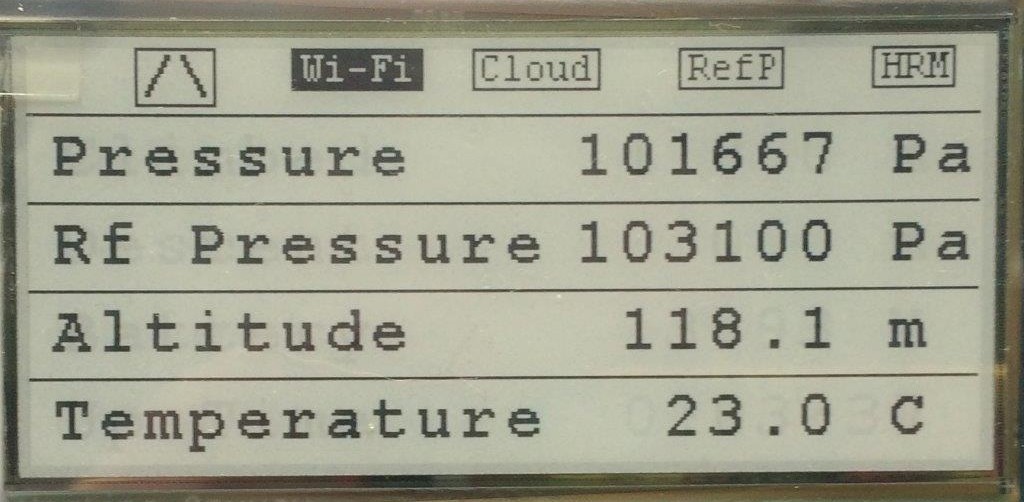 Wi-Fi Cloud RefP HRM
Pressure 101667 Pa
Rf Pressure 103100 Pa
Altitude 118.1 m
Temperature 23.0 C